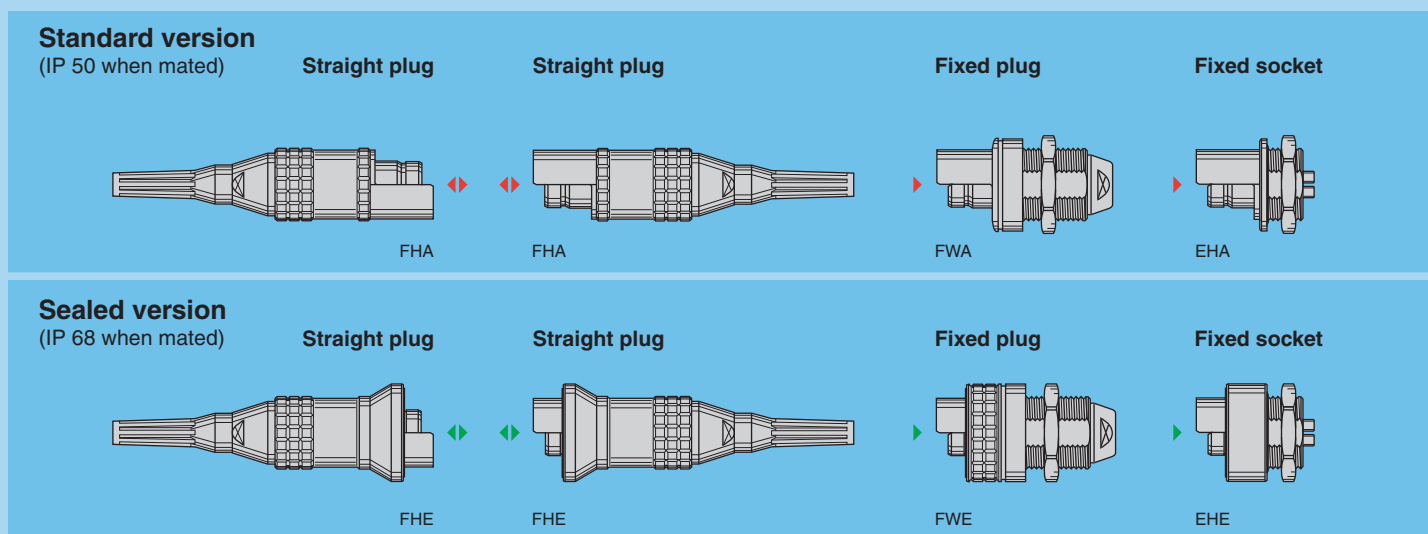 Standard version
(IP 50 when mated)
Straight plug
Straight plug
Fixed plug
Fixed socket
FHA
FHA
FWA
EHA
Sealed version
(IP 68 when mated)
Straight plug
Straight plug
Fixed plug
Fixed socket
FHE
FHE
FWE
EHE